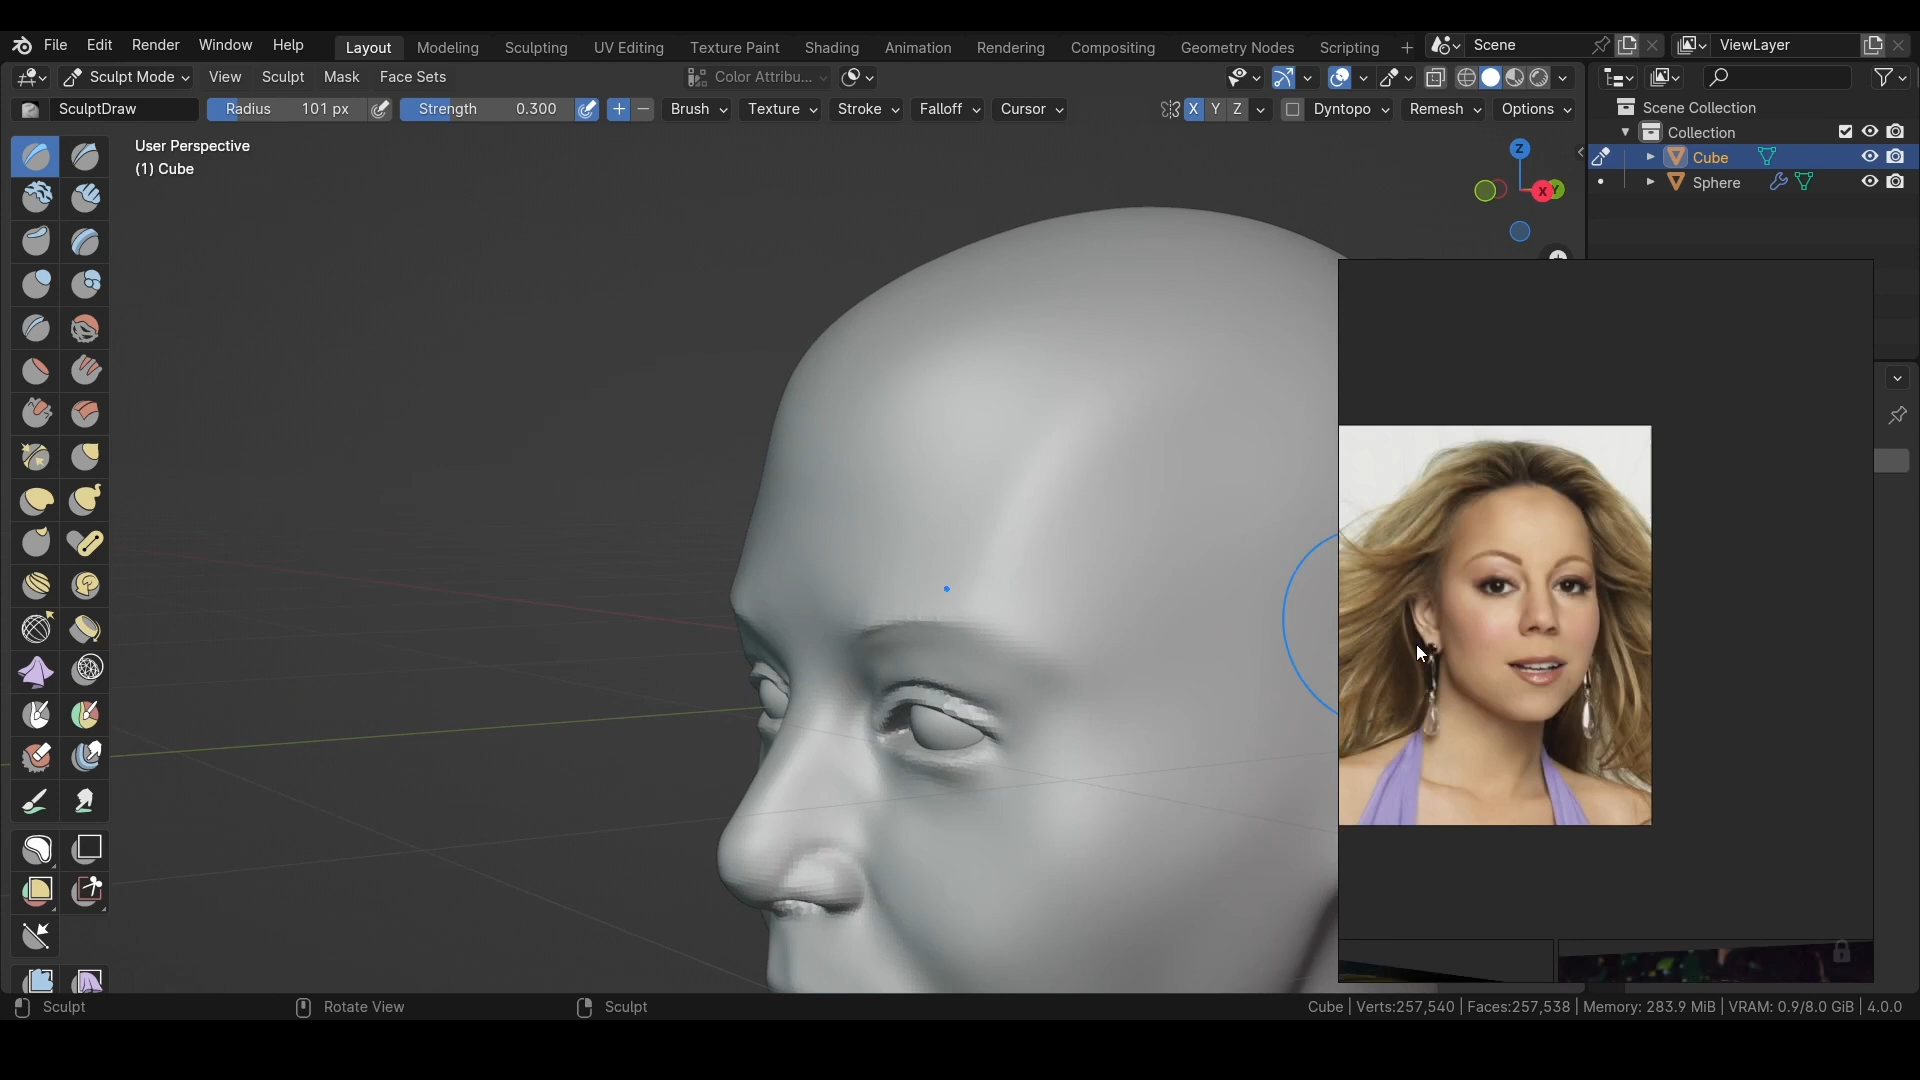 File Edit Render Window Help Layout Modeling Sculpting UV Editing Texture Paint Shading Animation Rendering Compositing Geometry Nodes Scripting + Scene ViewLayer
Sculpt Mode View Sculpt Mask Face Sets Color Attribu...
SculptDraw Radius 101 px Strength 0.300 Brush Texture Stroke Falloff Cursor X Y Z Dyntopo Remesh Options
Scene Collection
Collection
Cube
Sphere
User Perspective
(1) Cube
Z
X Y
Sculpt Rotate View Sculpt Cube | Verts:257,540 | Faces:257,538 | Memory: 283.9 MiB | VRAM: 0.9/8.0 GiB | 4.0.0